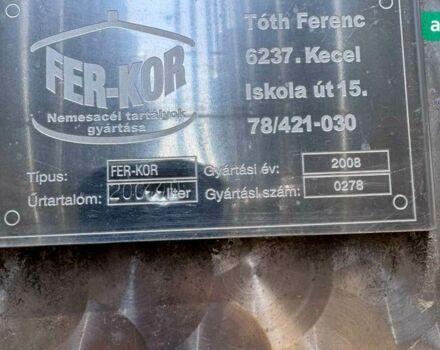 FER-KOR
Nemesacél tartályok
gyártása
Tóth Ferenc
6237. Kecel
Iskola út 15.
78/421-030
Típus: FER-KOR
Gyártási év: 2008
Űrtartalom: liter
Gyártási szám: 0278
a